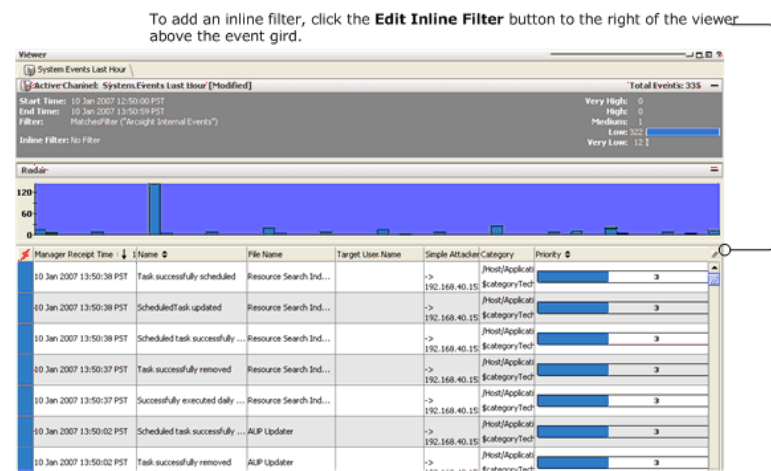 To add an inline filter, click the Edit Inline Filter button to the right of the viewer
above the event gird.
Viewer
System Events Last Hour
Active Channel: System Events Last Hour [Modified] Total Events: 335
Start Time: 10 Jan 2007 12:50:00 PST Very High: 0
End Time: 10 Jan 2007 13:50:59 PST High: 0
Filter: MatchesFilter ("Arcsight Internal Events") Medium: 1
Low: 322
Inline Filter: No Filter Very Low: 12
Radar
120
60
0
Manager Receipt Time 1 Name File Name Target User Name Simple Attacker Category Priority
10 Jan 2007 13:50:38 PST Task successfully scheduled Resource Search Ind... -> 192.168.40.15 /Host/Applicati $categoryTech 3
10 Jan 2007 13:50:38 PST ScheduledTask updated Resource Search Ind... -> 192.168.40.15 /Host/Applicati $categoryTech 3
10 Jan 2007 13:50:38 PST Scheduled task successfully ... Resource Search Ind... -> 192.168.40.15 /Host/Applicati $categoryTech 3
10 Jan 2007 13:50:37 PST Task successfully removed Resource Search Ind... -> 192.168.40.15 /Host/Applicati $categoryTech 3
10 Jan 2007 13:50:37 PST Successfully executed daily ... Resource Search Ind... -> 192.168.40.15 /Host/Applicati $categoryTech 3
10 Jan 2007 13:50:02 PST Scheduled task successfully ... AUP Updater -> 192.168.40.15 /Host/Applicati $categoryTech 3
10 Jan 2007 13:50:02 PST Task successfully removed AUP Updater -> 192.168.40.15 /Host/Applicati $categoryTech 3